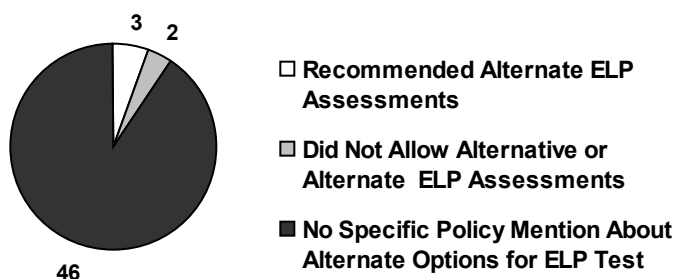 3
2
Recommended Alternate ELP
Assessments
Did Not Allow Alternative or
Alternate ELP Assessments
No Specific Policy Mention About
Alternate Options for ELP Test
46